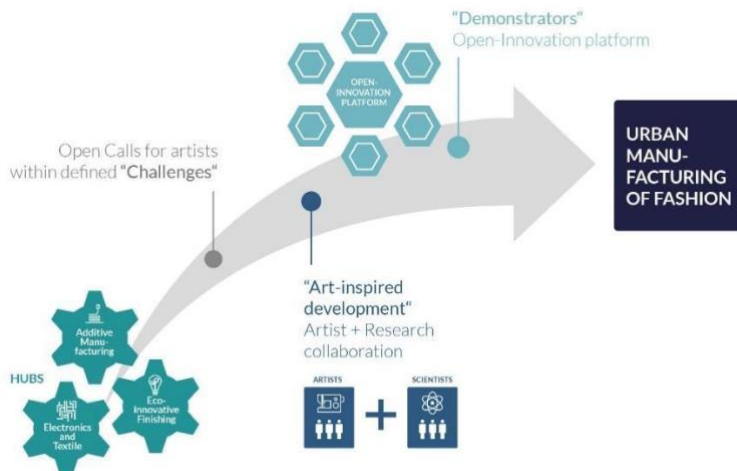 "Demonstrators"
Open-Innovation platform
OPEN-
INNOVATION
PLATFORM
Open Calls for artists
within defined "Challenges"
URBAN
MANU-
FACTURING
OF FASHION
"Art-inspired
development"
Artist + Research
collaboration
Additive
Manu-
facturing
HUBS
Eco-
Innovative
Finishing
Electronics
and
Textile
ARTISTS
+
SCIENTISTS